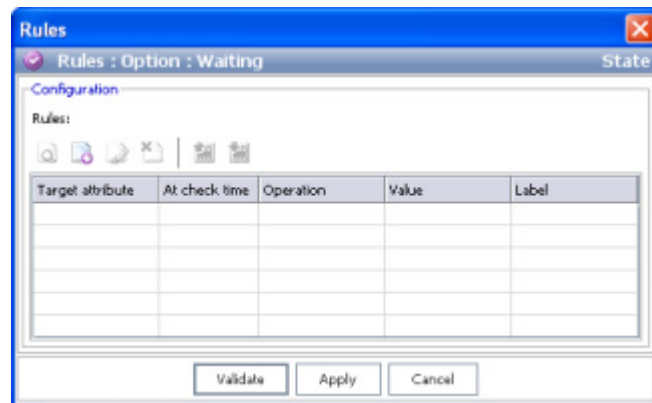 Rules
Rules : Option : Waiting State
Configuration
Rules:
Target attribute At check time Operation Value Label
Validate Apply Cancel